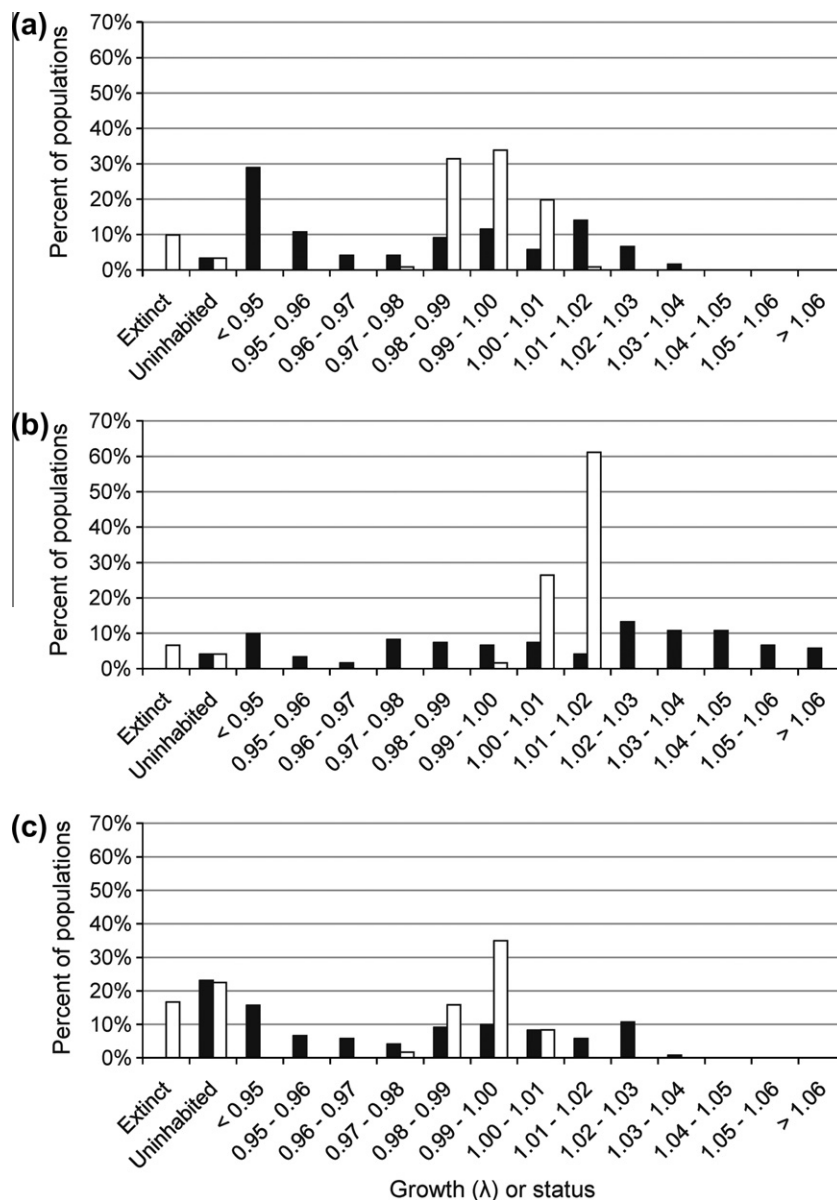 (a)
Percent of populations
70%
60%
50%
40%
30%
20%
10%
0%
Extinct
Uninhabited
< 0.95
0.95 - 0.96
0.96 - 0.97
0.97 - 0.98
0.98 - 0.99
0.99 - 1.00
1.00 - 1.01
1.01 - 1.02
1.02 - 1.03
1.03 - 1.04
1.04 - 1.05
1.05 - 1.06
> 1.06
(b)
Percent of populations
70%
60%
50%
40%
30%
20%
10%
0%
Extinct
Uninhabited
< 0.95
0.95 - 0.96
0.96 - 0.97
0.97 - 0.98
0.98 - 0.99
0.99 - 1.00
1.00 - 1.01
1.01 - 1.02
1.02 - 1.03
1.03 - 1.04
1.04 - 1.05
1.05 - 1.06
> 1.06
(c)
Percent of populations
70%
60%
50%
40%
30%
20%
10%
0%
Extinct
Uninhabited
< 0.95
0.95 - 0.96
0.96 - 0.97
0.97 - 0.98
0.98 - 0.99
0.99 - 1.00
1.00 - 1.01
1.01 - 1.02
1.02 - 1.03
1.03 - 1.04
1.04 - 1.05
1.05 - 1.06
> 1.06
Growth (λ) or status